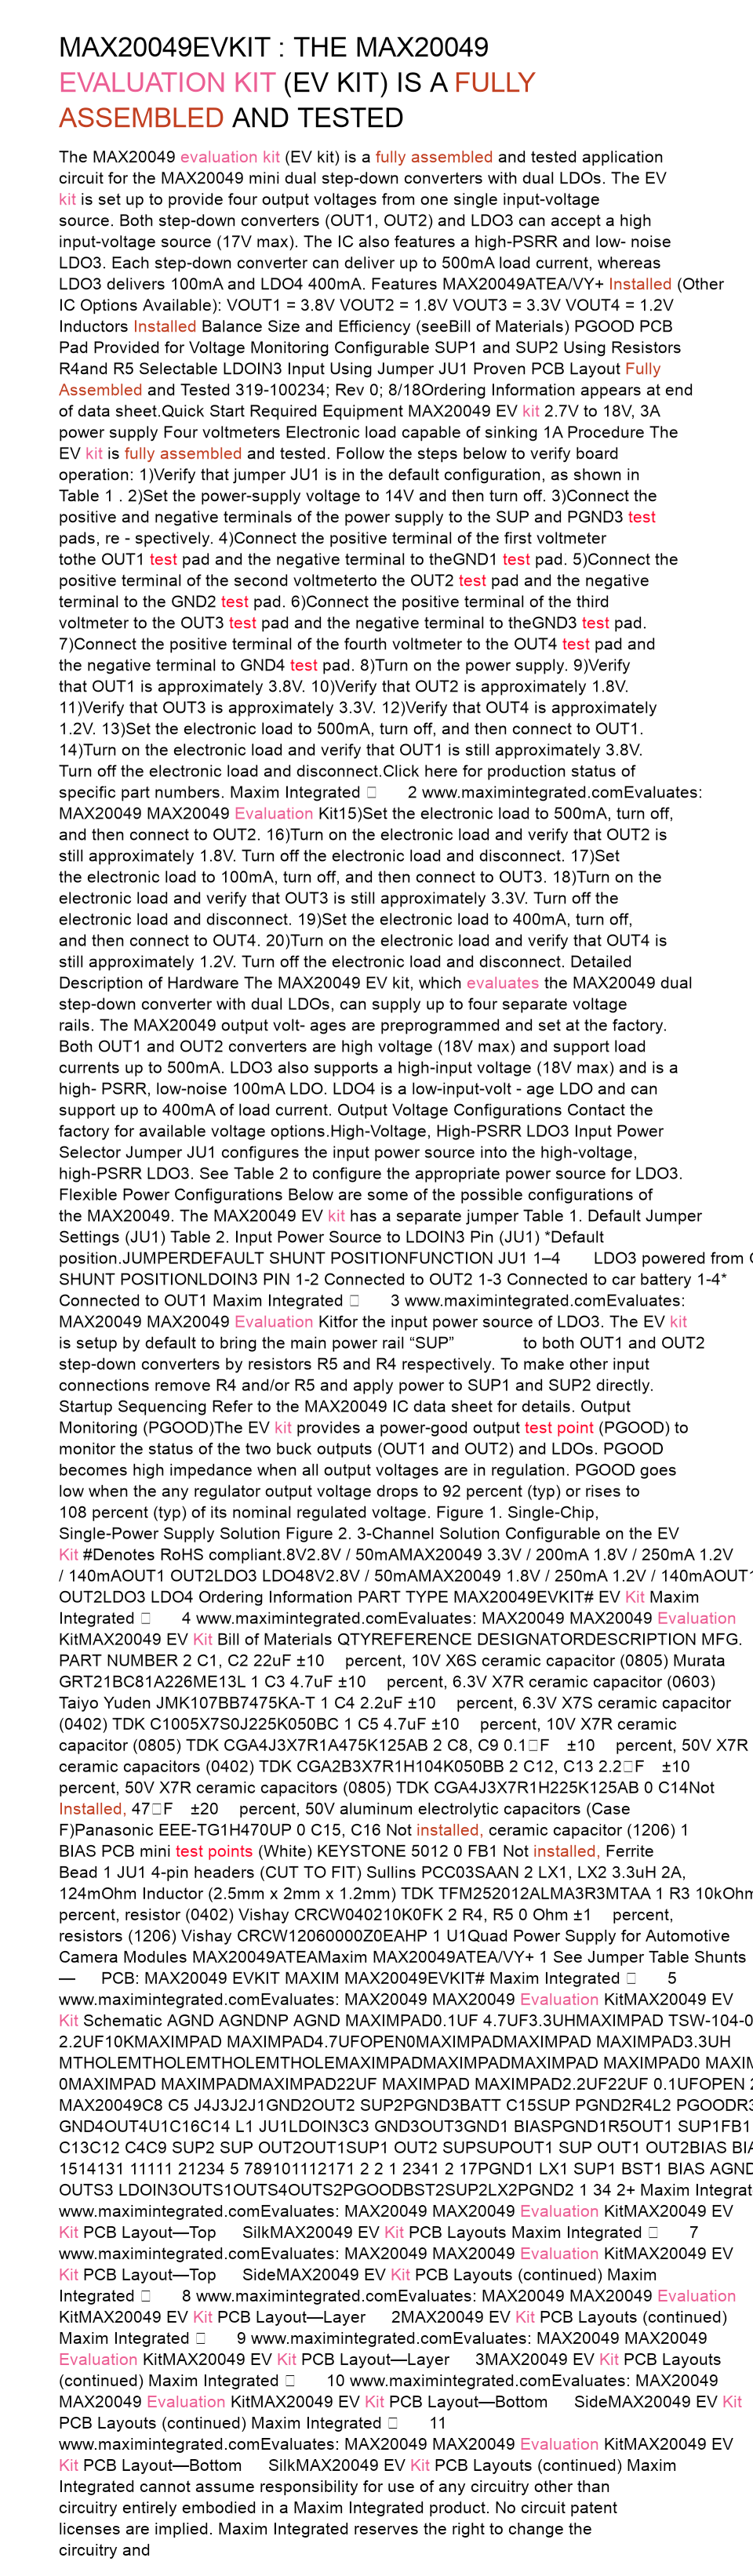 MAX20049EVKIT : THE MAX20049
EVALUATION KIT (EV KIT) IS A FULLY
ASSEMBLED AND TESTED
The MAX20049 evaluation kit (EV kit) is a fully assembled and tested application
circuit for the MAX20049 mini dual step-down converters with dual LDOs. The EV
kit is set up to provide four output voltages from one single input-voltage
source. Both step-down converters (OUT1, OUT2) and LDO3 can accept a high
input-voltage source (17V max). The IC also features a high-PSRR and low- noise
LDO3. Each step-down converter can deliver up to 500mA load current, whereas
LDO3 delivers 100mA and LDO4 400mA. Features MAX20049ATEA/VY+ Installed (Other
IC Options Available): VOUT1 = 3.8V VOUT2 = 1.8V VOUT3 = 3.3V VOUT4 = 1.2V
Inductors Installed Balance Size and Efficiency (seeBill of Materials) PGOOD PCB
Pad Provided for Voltage Monitoring Configurable SUP1 and SUP2 Using Resistors
R4and R5 Selectable LDOIN3 Input Using Jumper JU1 Proven PCB Layout Fully
Assembled and Tested 319-100234; Rev 0; 8/18Ordering Information appears at end
of data sheet.Quick Start Required Equipment MAX20049 EV kit 2.7V to 18V, 3A
power supply Four voltmeters Electronic load capable of sinking 1A Procedure The
EV kit is fully assembled and tested. Follow the steps below to verify board
operation: 1)Verify that jumper JU1 is in the default configuration, as shown in
Table 1 . 2)Set the power-supply voltage to 14V and then turn off. 3)Connect the
positive and negative terminals of the power supply to the SUP and PGND3 test
pads, re - spectively. 4)Connect the positive terminal of the first voltmeter
tothe OUT1 test pad and the negative terminal to theGND1 test pad. 5)Connect the
positive terminal of the second voltmeterto the OUT2 test pad and the negative
terminal to the GND2 test pad. 6)Connect the positive terminal of the third
voltmeter to the OUT3 test pad and the negative terminal to theGND3 test pad.
7)Connect the positive terminal of the fourth voltmeter to the OUT4 test pad and
the negative terminal to GND4 test pad. 8)Turn on the power supply. 9)Verify
that OUT1 is approximately 3.8V. 10)Verify that OUT2 is approximately 1.8V.
11)Verify that OUT3 is approximately 3.3V. 12)Verify that OUT4 is approximately
1.2V. 13)Set the electronic load to 500mA, turn off, and then connect to OUT1.
14)Turn on the electronic load and verify that OUT1 is still approximately 3.8V.
Turn off the electronic load and disconnect.Click here for production status of
specific part numbers. Maxim Integrated 2 www.maximintegrated.comEvaluates:
MAX20049 MAX20049 Evaluation Kit15)Set the electronic load to 500mA, turn off,
and then connect to OUT2. 16)Turn on the electronic load and verify that OUT2 is
still approximately 1.8V. Turn off the electronic load and disconnect. 17)Set
the electronic load to 100mA, turn off, and then connect to OUT3. 18)Turn on the
electronic load and verify that OUT3 is still approximately 3.3V. Turn off the
electronic load and disconnect. 19)Set the electronic load to 400mA, turn off,
and then connect to OUT4. 20)Turn on the electronic load and verify that OUT4 is
still approximately 1.2V. Turn off the electronic load and disconnect. Detailed
Description of Hardware The MAX20049 EV kit, which evaluates the MAX20049 dual
step-down converter with dual LDOs, can supply up to four separate voltage
rails. The MAX20049 output volt- ages are preprogrammed and set at the factory.
Both OUT1 and OUT2 converters are high voltage (18V max) and support load
currents up to 500mA. LDO3 also supports a high-input voltage (18V max) and is a
high- PSRR, low-noise 100mA LDO. LDO4 is a low-input-volt - age LDO and can
support up to 400mA of load current. Output Voltage Configurations Contact the
factory for available voltage options.High-Voltage, High-PSRR LDO3 Input Power
Selector Jumper JU1 configures the input power source into the high-voltage,
high-PSRR LDO3. See Table 2 to configure the appropriate power source for LDO3.
Flexible Power Configurations Below are some of the possible configurations of
the MAX20049. The MAX20049 EV kit has a separate jumper Table 1. Default Jumper
Settings (JU1) Table 2. Input Power Source to LDOIN3 Pin (JU1) *Default
position.JUMPERDEFAULT SHUNT POSITIONFUNCTION JU1 1–4 LDO3 powered from
SHUNT POSITIONLDOIN3 PIN 1-2 Connected to OUT2 1-3 Connected to car battery 1-4*
Connected to OUT1 Maxim Integrated 3 www.maximintegrated.comEvaluates:
MAX20049 MAX20049 Evaluation Kitfor the input power source of LDO3. The EV kit
is setup by default to bring the main power rail “SUP” to both OUT1 and OUT2
step-down converters by resistors R5 and R4 respectively. To make other input
connections remove R4 and/or R5 and apply power to SUP1 and SUP2 directly.
Startup Sequencing Refer to the MAX20049 IC data sheet for details. Output
Monitoring (PGOOD)The EV kit provides a power-good output test point (PGOOD) to
monitor the status of the two buck outputs (OUT1 and OUT2) and LDOs. PGOOD
becomes high impedance when all output voltages are in regulation. PGOOD goes
low when the any regulator output voltage drops to 92 percent (typ) or rises to
108 percent (typ) of its nominal regulated voltage. Figure 1. Single-Chip,
Single-Power Supply Solution Figure 2. 3-Channel Solution Configurable on the EV
Kit #Denotes RoHS compliant.8V2.8V / 50mAMAX20049 3.3V / 200mA 1.8V / 250mA 1.2V
/ 140mAOUT1 OUT2LDO3 LDO48V2.8V / 50mAMAX20049 1.8V / 250mA 1.2V / 140mAOUT1
OUT2LDO3 LDO4 Ordering Information PART TYPE MAX20049EVKIT# EV Kit Maxim
Integrated 4 www.maximintegrated.comEvaluates: MAX20049 MAX20049 Evaluation
KitMAX20049 EV Kit Bill of Materials QTYREFERENCE DESIGNATORDESCRIPTION MFG.
PART NUMBER 2 C1, C2 22uF ±10 percent, 10V X6S ceramic capacitor (0805) Murata
GRT21BC81A226ME13L 1 C3 4.7uF ±10 percent, 6.3V X7R ceramic capacitor (0603)
Taiyo Yuden JMK107BB7475KA-T 1 C4 2.2uF ±10 percent, 6.3V X7S ceramic capacitor
(0402) TDK C1005X7S0J225K050BC 1 C5 4.7uF ±10 percent, 10V X7R ceramic
capacitor (0805) TDK CGA4J3X7R1A475K125AB 2 C8, C9 0.1F ±10 percent, 50V X7R
ceramic capacitors (0402) TDK CGA2B3X7R1H104K050BB 2 C12, C13 2.2F ±10
percent, 50V X7R ceramic capacitors (0805) TDK CGA4J3X7R1H225K125AB 0 C14Not
Installed, 47F ±20 percent, 50V aluminum electrolytic capacitors (Case
F)Panasonic EEE-TG1H470UP 0 C15, C16 Not installed, ceramic capacitor (1206) 1
BIAS PCB mini test points (White) KEYSTONE 5012 0 FB1 Not installed, Ferrite
Bead 1 JU1 4-pin headers (CUT TO FIT) Sullins PCC03SAAN 2 LX1, LX2 3.3uH 2A,
124mOhm Inductor (2.5mm x 2mm x 1.2mm) TDK TFM252012ALMA3R3MTAA 1 R3 10kOhm
percent, resistor (0402) Vishay CRCW040210K0FK 2 R4, R5 0 Ohm ±1 percent,
resistors (1206) Vishay CRCW12060000Z0EAHP 1 U1Quad Power Supply for Automotive
Camera Modules MAX20049ATEAMaxim MAX20049ATEA/VY+ 1 See Jumper Table Shunts
— PCB: MAX20049 EVKIT MAXIM MAX20049EVKIT# Maxim Integrated 5
www.maximintegrated.comEvaluates: MAX20049 MAX20049 Evaluation KitMAX20049 EV
Kit Schematic AGND AGNDNP AGND MAXIMPAD0.1UF 4.7UF3.3UHMAXIMPAD TSW-104-0
2.2UF10KMAXIMPAD MAXIMPAD4.7UFOPEN0MAXIMPADMAXIMPAD MAXIMPAD3.3UH
MTHOLEMTHOLEMTHOLEMTHOLEMAXIMPADMAXIMPADMAXIMPAD MAXIMPAD0 MAXIM
0MAXIMPAD MAXIMPADMAXIMPAD22UF MAXIMPAD MAXIMPAD2.2UF22UF 0.1UFOPEN
MAX20049C8 C5 J4J3J2J1GND2OUT2 SUP2PGND3BATT C15SUP PGND2R4L2 PGOODR3
GND4OUT4U1C16C14 L1 JU1LDOIN3C3 GND3OUT3GND1 BIASPGND1R5OUT1 SUP1FB1
C13C12 C4C9 SUP2 SUP OUT2OUT1SUP1 OUT2 SUPSUPOUT1 SUP OUT1 OUT2BIAS BIA
1514131 11111 21234 5 789101112171 2 2 1 2341 2 17PGND1 LX1 SUP1 BST1 BIAS AGND
OUTS3 LDOIN3OUTS1OUTS4OUTS2PGOODBST2SUP2LX2PGND2 1 34 2+ Maxim Integrat
www.maximintegrated.comEvaluates: MAX20049 MAX20049 Evaluation KitMAX20049 EV
Kit PCB Layout—Top SilkMAX20049 EV Kit PCB Layouts Maxim Integrated 7
www.maximintegrated.comEvaluates: MAX20049 MAX20049 Evaluation KitMAX20049 EV
Kit PCB Layout—Top SideMAX20049 EV Kit PCB Layouts (continued) Maxim
Integrated 8 www.maximintegrated.comEvaluates: MAX20049 MAX20049 Evaluation
KitMAX20049 EV Kit PCB Layout—Layer 2MAX20049 EV Kit PCB Layouts (continued)
Maxim Integrated 9 www.maximintegrated.comEvaluates: MAX20049 MAX20049
Evaluation KitMAX20049 EV Kit PCB Layout—Layer 3MAX20049 EV Kit PCB Layouts
(continued) Maxim Integrated 10 www.maximintegrated.comEvaluates: MAX20049
MAX20049 Evaluation KitMAX20049 EV Kit PCB Layout—Bottom SideMAX20049 EV Kit
PCB Layouts (continued) Maxim Integrated 11
www.maximintegrated.comEvaluates: MAX20049 MAX20049 Evaluation KitMAX20049 EV
Kit PCB Layout—Bottom SilkMAX20049 EV Kit PCB Layouts (continued) Maxim
Integrated cannot assume responsibility for use of any circuitry other than
circuitry entirely embodied in a Maxim Integrated product. No circuit patent
licenses are implied. Maxim Integrated reserves the right to change the
circuitry and